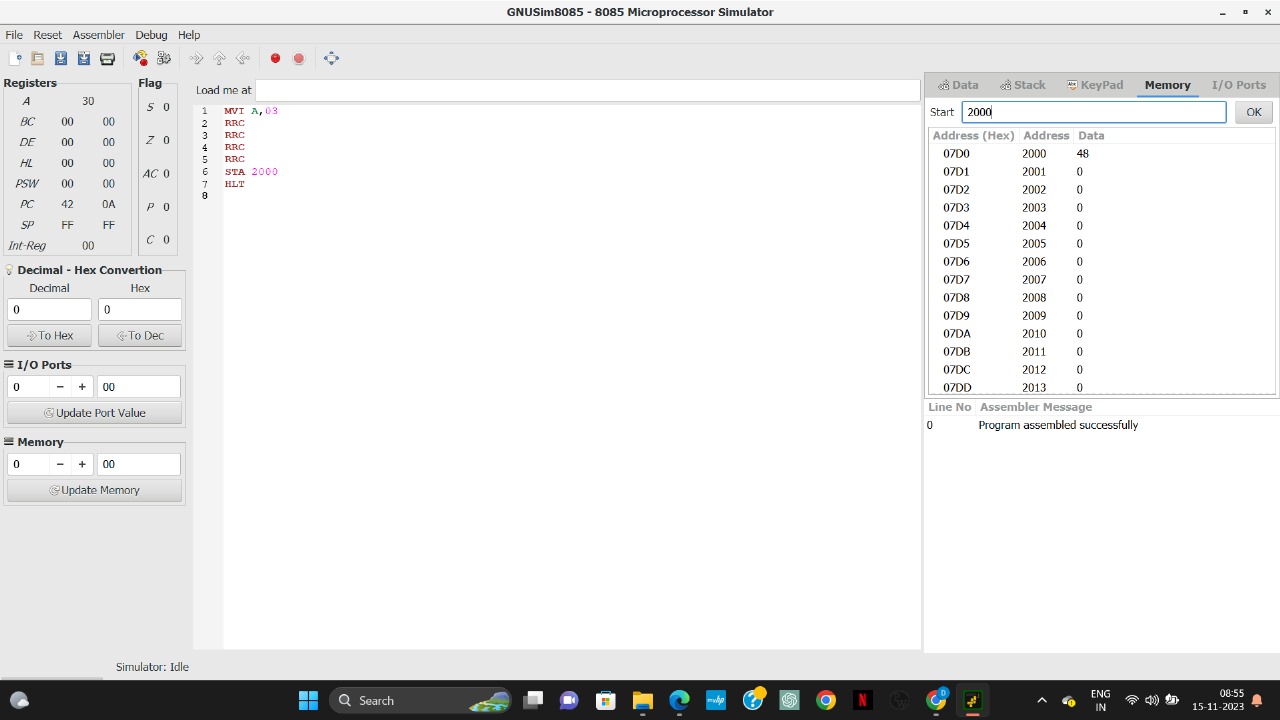 GNUSim8085 - 8085 Microprocessor Simulator
File Reset Assembler Debug Help
Registers
A 30
BC 00 00
DE 00 00
HL 00 00
PSW 00 00
PC 42 0A
SP FF FF
Int-Reg 00
Flag
S 0
Z 0
AC 0
P 0
C 0
Decimal - Hex Convertion
Decimal Hex
0 0
To Hex To Dec
I/O Ports
0 − + 00
Update Port Value
Memory
0 − + 00
Update Memory
Load me at
1 MVI A,03
2 RRC
3 RRC
4 RRC
5 RRC
6 STA 2000
7 HLT
8
Data Stack KeyPad Memory I/O Ports
Start 2000 OK
Address (Hex) Address Data
07D0 2000 48
07D1 2001 0
07D2 2002 0
07D3 2003 0
07D4 2004 0
07D5 2005 0
07D6 2006 0
07D7 2007 0
07D8 2008 0
07D9 2009 0
07DA 2010 0
07DB 2011 0
07DC 2012 0
07DD 2013 0
Line No Assembler Message
0 Program assembled successfully
Simulator: Idle
Search
ENG
IN
08:55
15-11-2023